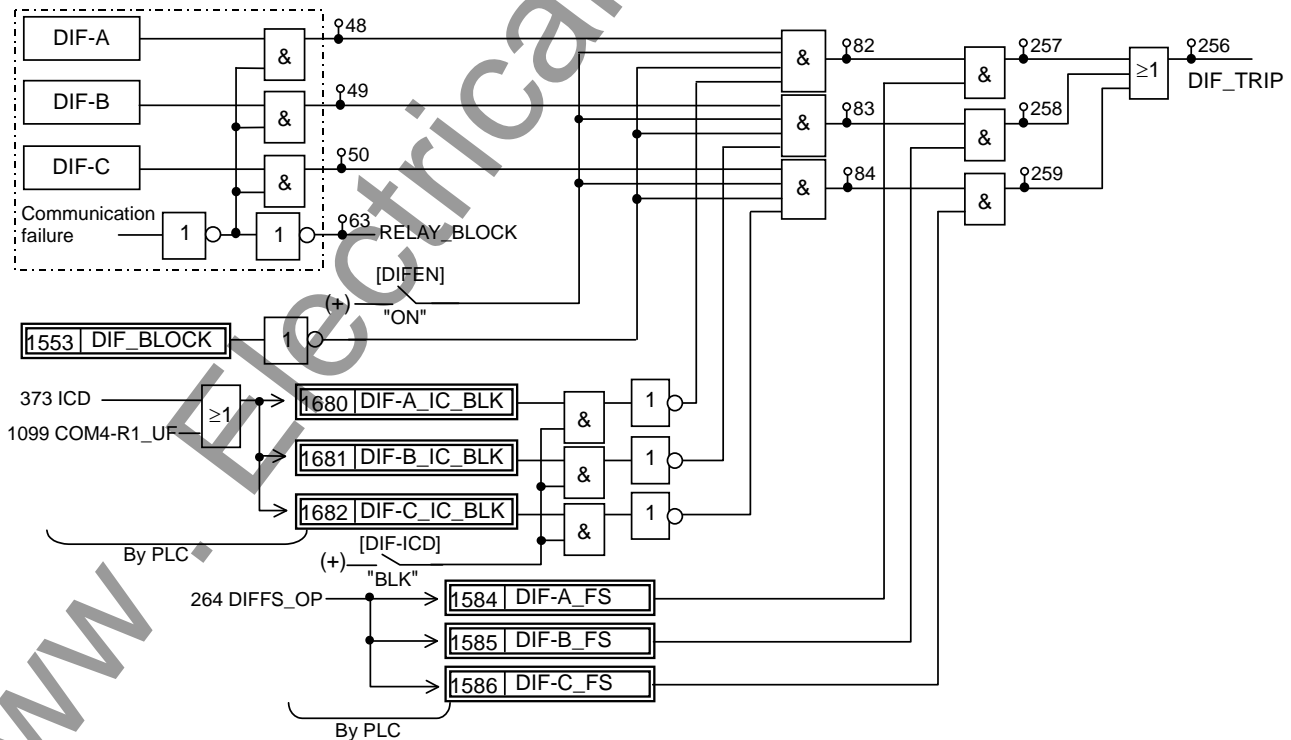 DIF-A
&
48
&
82
&
257
≥1
256
DIF_TRIP
DIF-B
&
49
&
83
&
258
DIF-C
&
50
&
84
&
259
Communication
failure
1
1
63
RELAY_BLOCK
[DIFEN]
(+)
"ON"
1553 DIF_BLOCK
1
373 ICD
≥1
1099 COM4-R1_UF
1680 DIF-A_IC_BLK
&
1
1681 DIF-B_IC_BLK
&
1
1682 DIF-C_IC_BLK
&
1
By PLC
[DIF-ICD]
(+)
"BLK"
264 DIFFS_OP
1584 DIF-A_FS
1585 DIF-B_FS
1586 DIF-C_FS
By PLC
www. Electrical